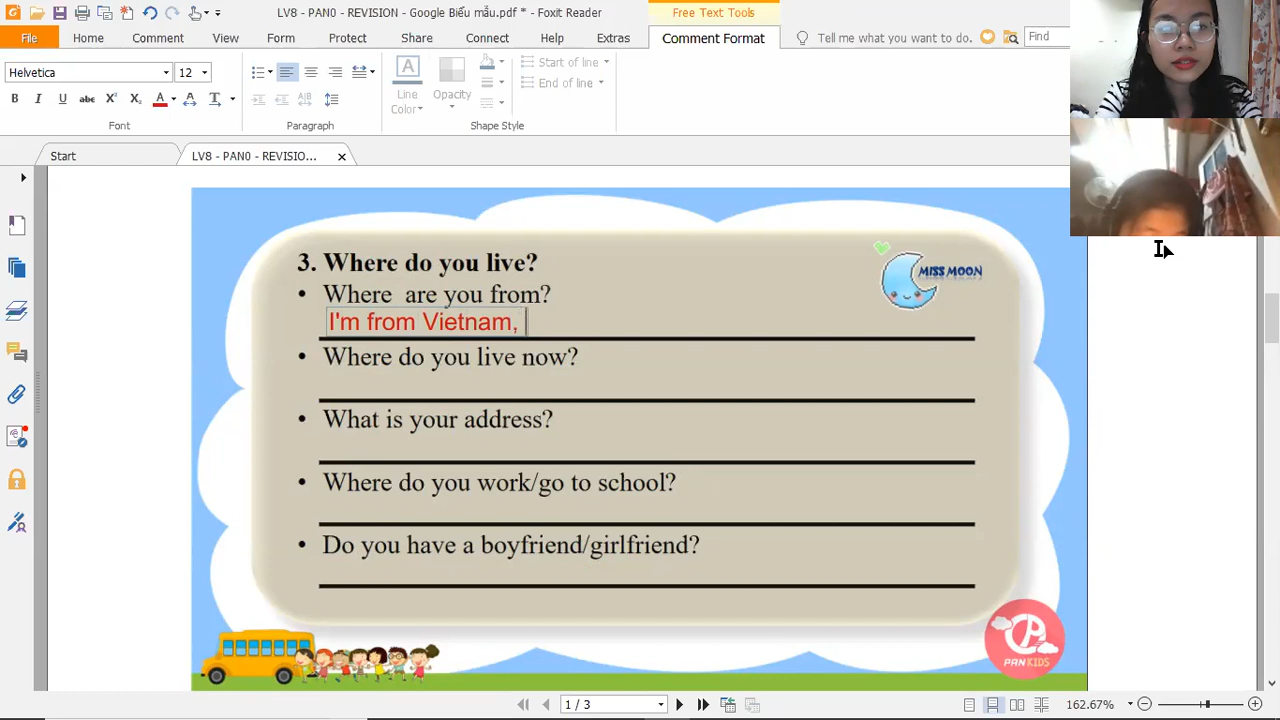 LV8 - PAN0 - REVISION - Google Biểu mẫu.pdf * - Foxit Reader
Free Text Tools
File
Home
Comment
View
Form
Protect
Share
Connect
Help
Extras
Comment Format
Tell me what you want to do.
Find
Helvetica
12
Font
Paragraph
Line Color
Opacity
Start of line
End of line
Shape Style
Start
LV8 - PAN0 - REVISIO...
3. Where do you live?
MISS MOON
• Where are you from?
I'm from Vietnam,
• Where do you live now?
• What is your address?
• Where do you work/go to school?
• Do you have a boyfriend/girlfriend?
PAN KIDS
1 / 3
162.67%